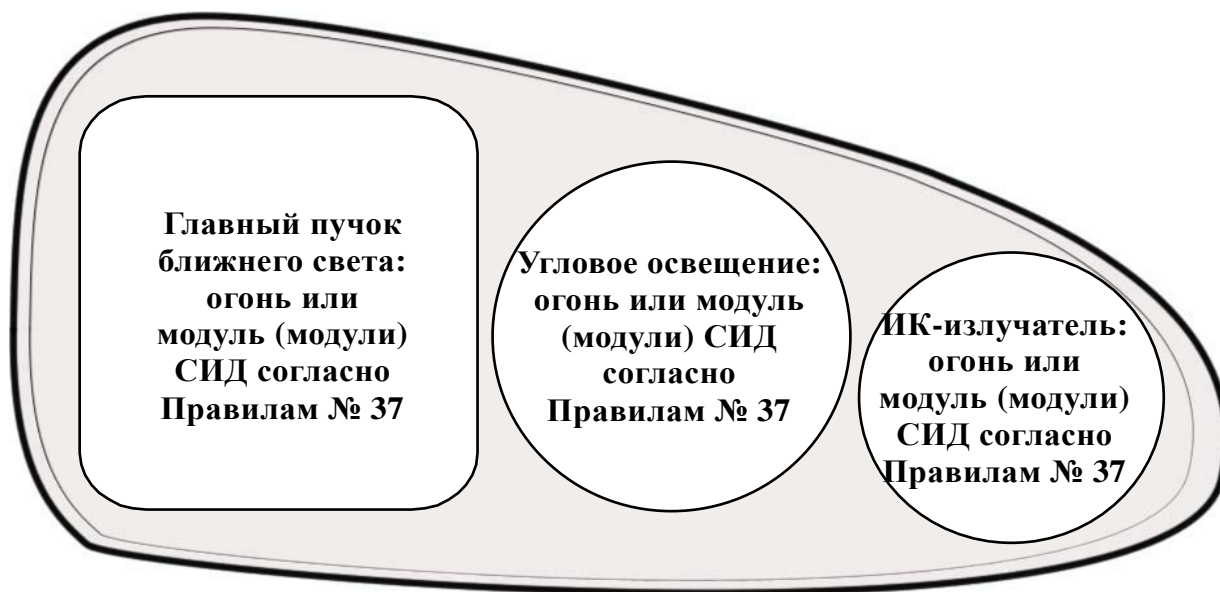 Главный пучок
ближнего света:
огонь или
модуль (модули)
СИД согласно
Правилам № 37
Угловое освещение:
огонь или модуль
(модули) СИД
согласно
Правилам № 37
ИК-излучатель:
огонь или
модуль (модули)
СИД согласно
Правилам № 37